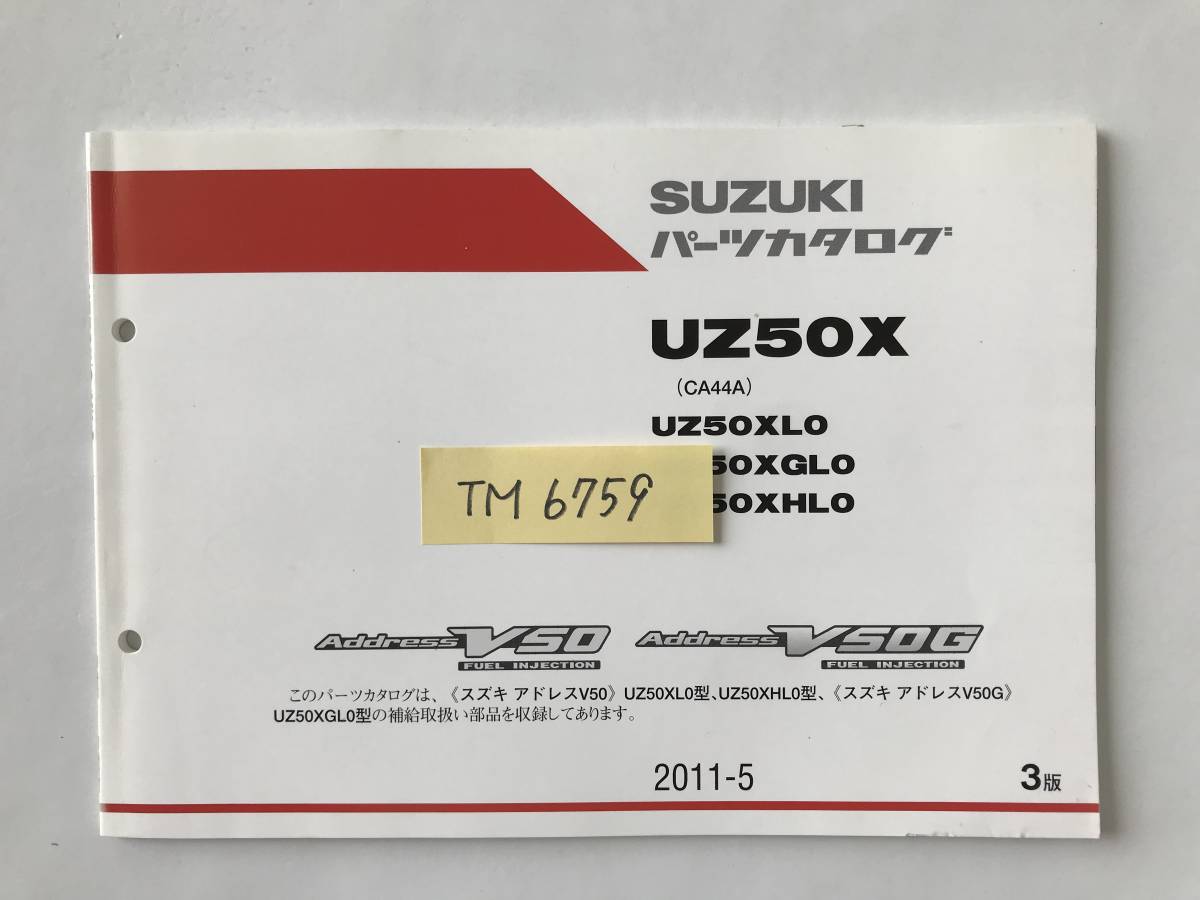 SUZUKI
パーツカタログ
UZ50X
(CA44A)
UZ50XL0
50XGL0
50XHL0
TM 6759
Address V50
FUEL INJECTION
Address V50G
FUEL INJECTION
このパーツカタログは、《スズキ アドレスV50》UZ50XL0型、UZ50XHL0型、《スズキ アドレスV50G》
UZ50XGL0型の補給取扱い部品を収録してあります。
2011-5
3版